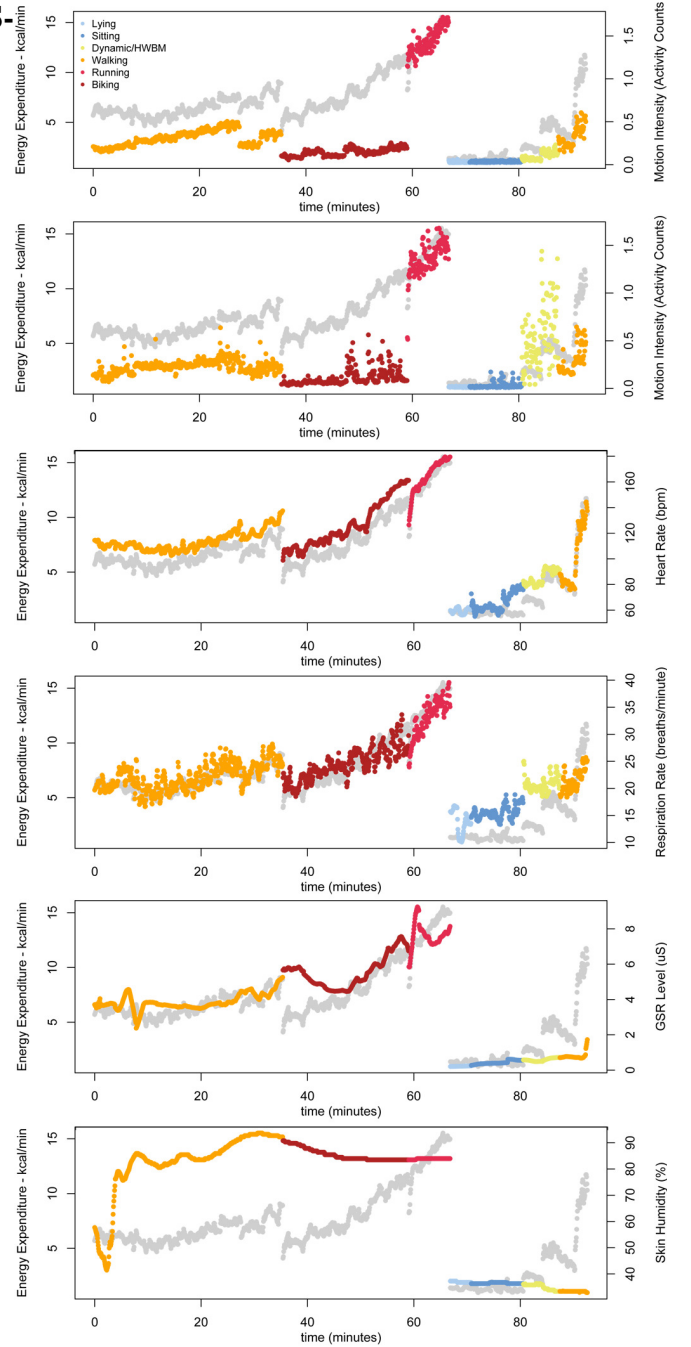 Lying
Sitting
Dynamic/HWBM
Walking
Running
Biking
Energy Expenditure - kcal/min
5 10 15
0 20 40 60 80
time (minutes)
0.0 0.5 1.0 1.5
Motion Intensity (Activity Counts
Energy Expenditure - kcal/min
5 10 15
0 20 40 60 80
time (minutes)
0.0 0.5 1.0 1.5
Motion Intensity (Activity Counts)
Energy Expenditure - kcal/min
5 10 15
0 20 40 60 80
time (minutes)
60 80 120 160
Heart Rate (bpm)
Energy Expenditure - kcal/min
5 10 15
0 20 40 60 80
time (minutes)
10 15 20 25 30 35 40
Respiration Rate (breaths/minute)
Energy Expenditure - kcal/min
5 10 15
0 20 40 60 80
time (minutes)
0 2 4 6 8
GSR Level (uS)
Energy Expenditure - kcal/min
5 10 15
0 20 40 60 80
time (minutes)
40 50 60 70 80 90
Skin Humidity (%)